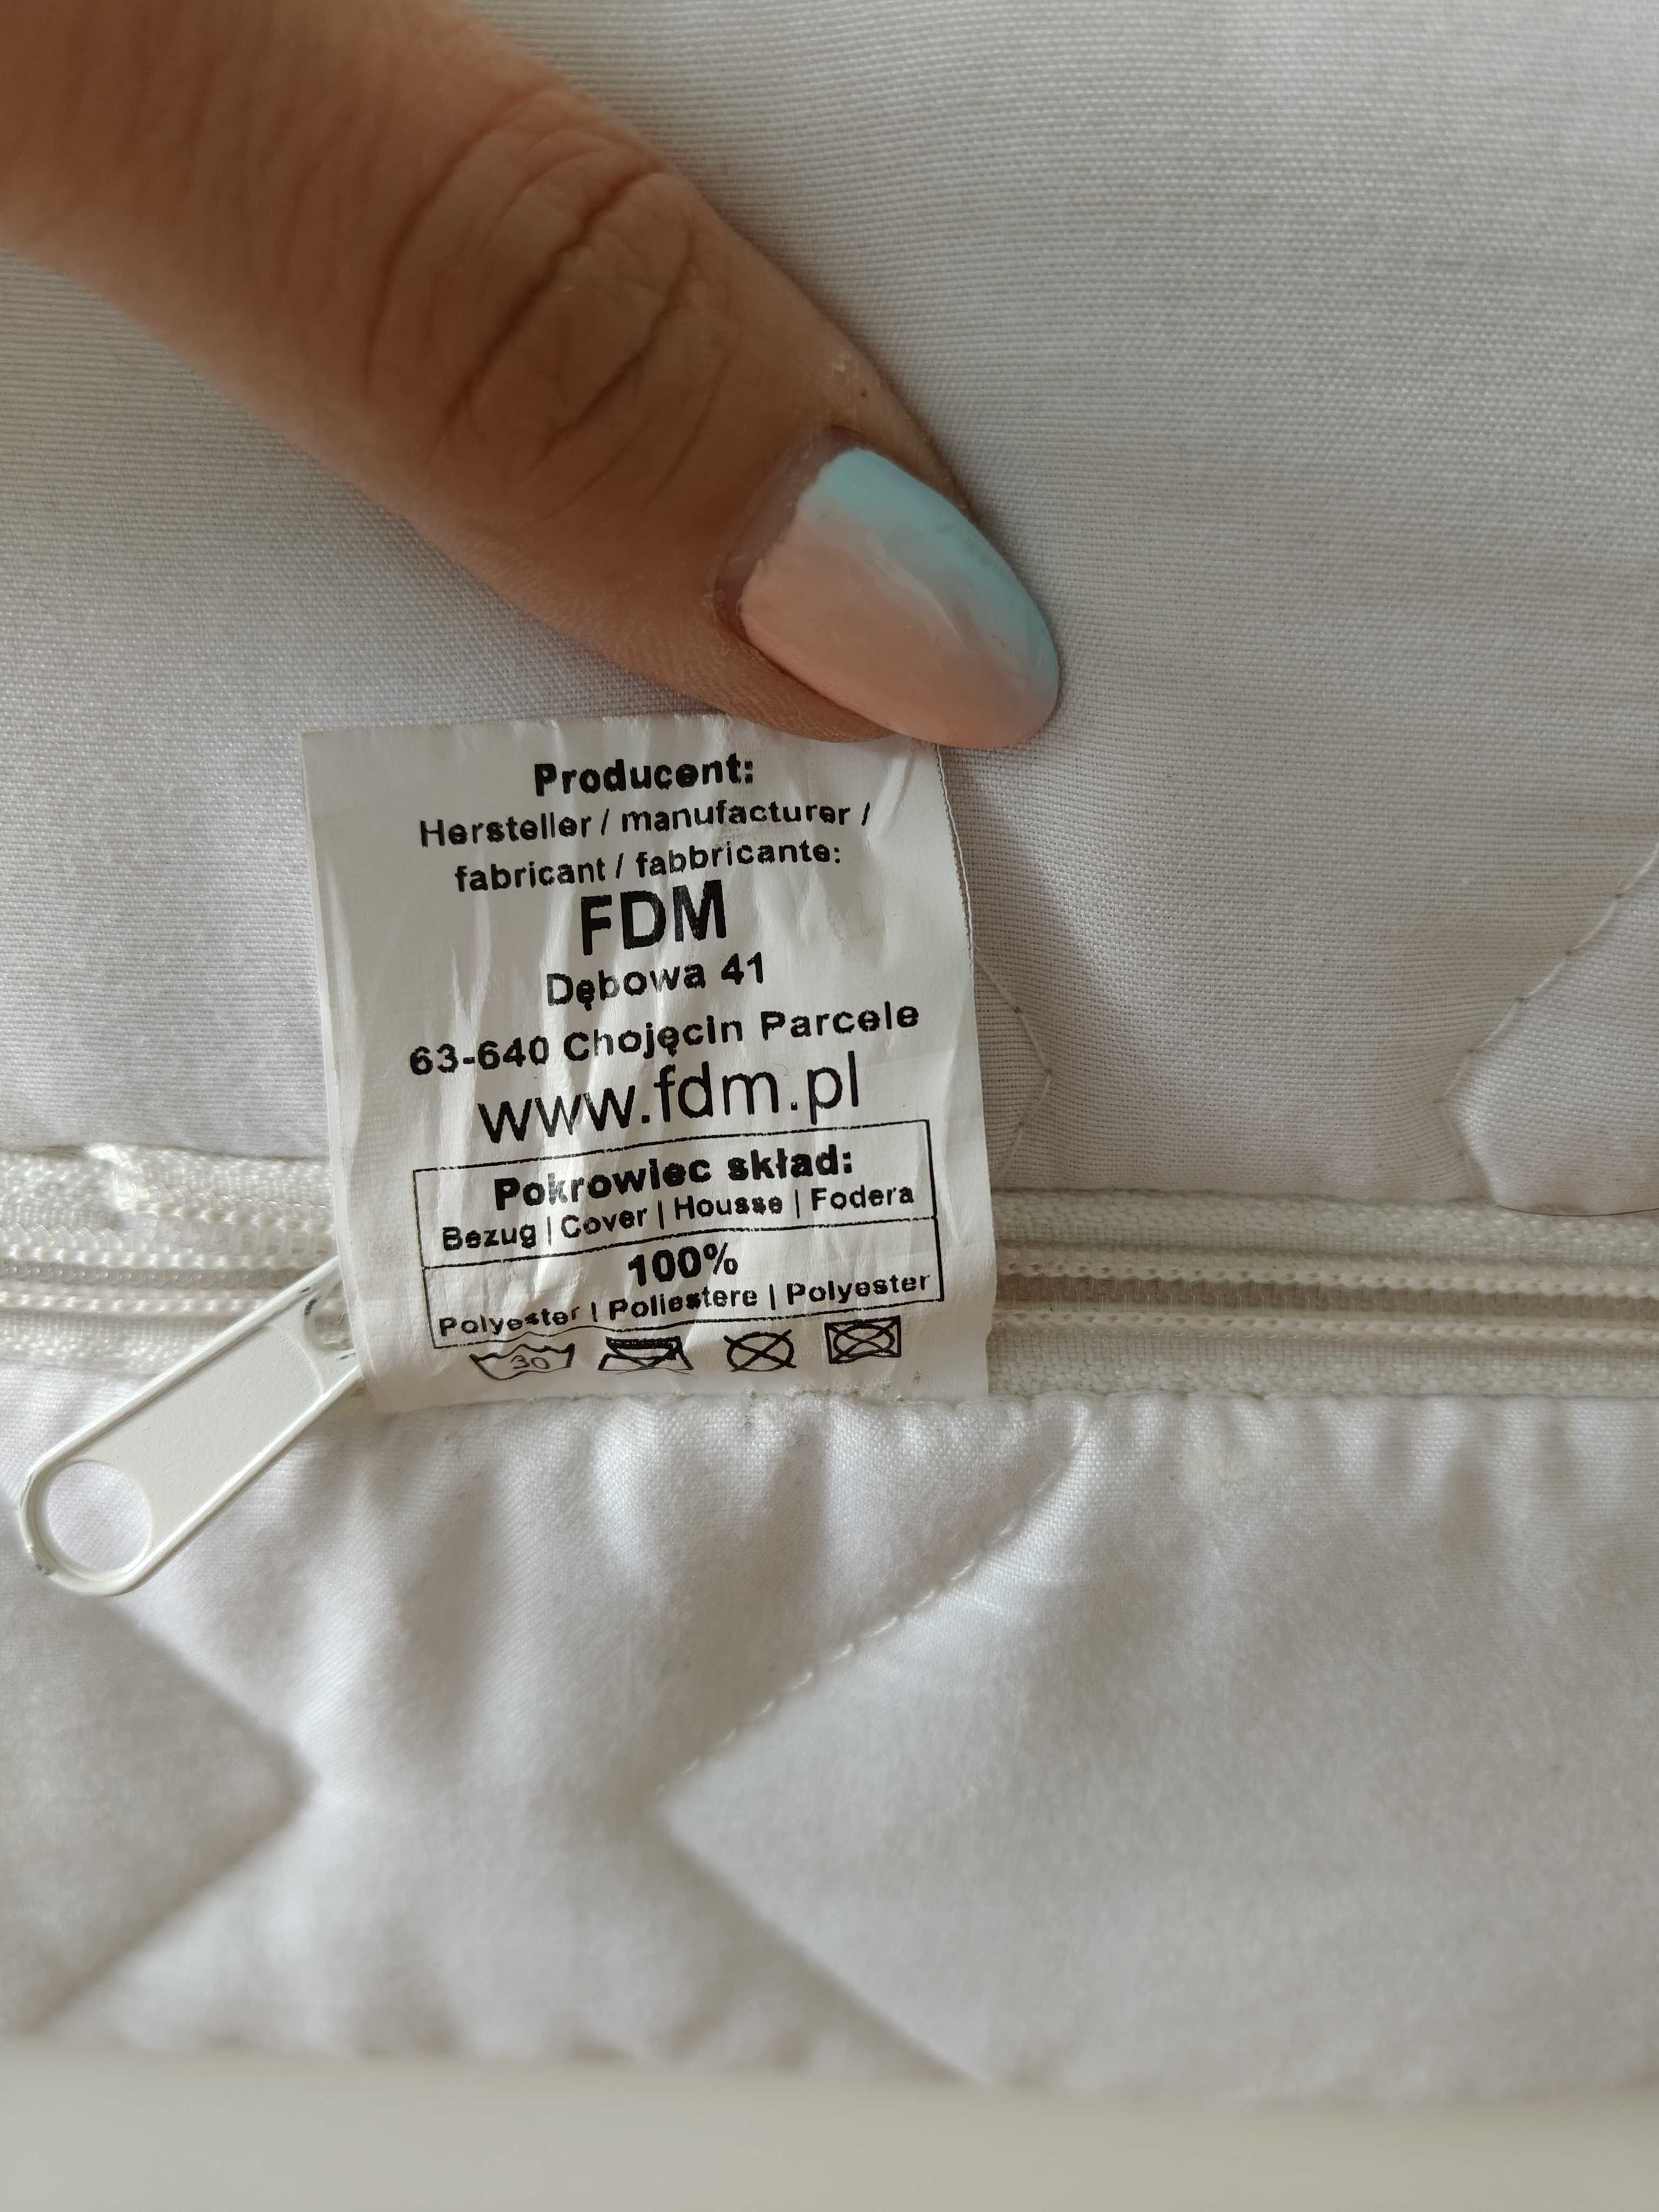 Producent:
Hersteller / manufacturer /
fabricant / fabbricante:
FDM
Dębowa 41
63-640 Chojęcin Parcele
www.fdm.pl
Pokrowiec skład:
Bezug | Cover | Housse | Fodera
100%
Polyester | Poliestere | Polyester
30